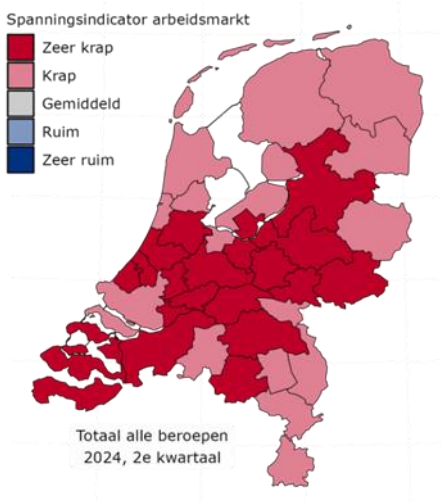 Spanningsindicator arbeidsmarkt
Zeer krap
Krap
Gemiddeld
Ruim
Zeer ruim
Totaal alle beroepen
2024, 2e kwartaal